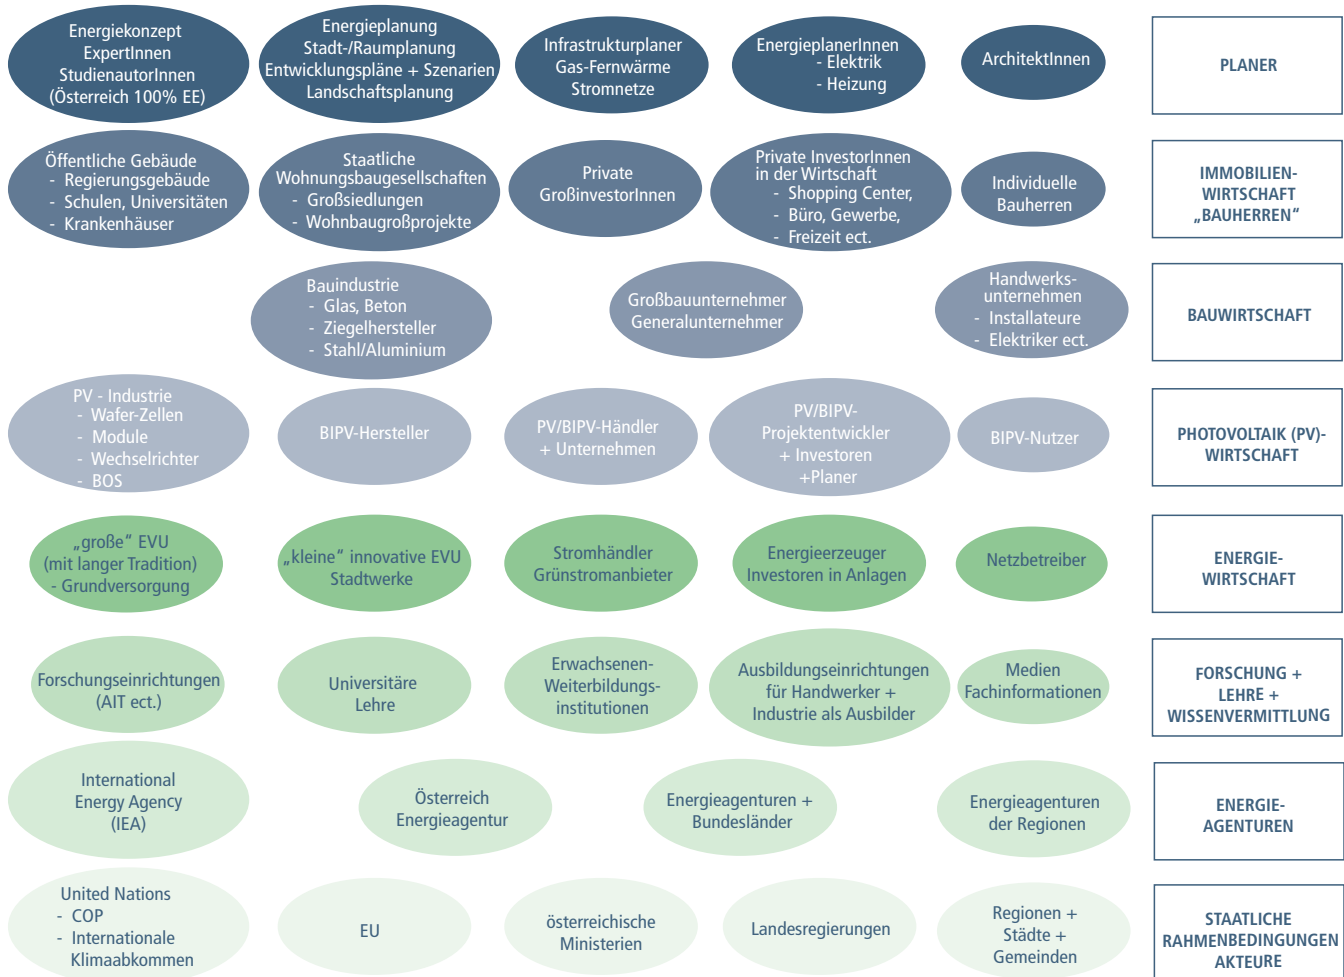 Energiekonzept
ExpertInnen
StudienautorInnen
(Österreich 100% EE)
Energieplanung
Stadt-/Raumplanung
Entwicklungspläne + Szenarien
Landschaftsplanung
Infrastrukturplaner
Gas-Fernwärme
Stromnetze
EnergieplanerInnen
- Elektrik
- Heizung
ArchitektInnen
PLANER
Öffentliche Gebäude
- Regierungsgebäude
- Schulen, Universitäten
- Krankenhäuser
Staatliche
Wohnungsbaugesellschaften
- Großsiedlungen
- Wohnbaugroßprojekte
Private
GroßinvestorInnen
Private InvestorInnen
in der Wirtschaft
- Shopping Center,
- Büro, Gewerbe,
- Freizeit ect.
Individuelle
Bauherren
IMMOBILIEN-
WIRTSCHAFT
„BAUHERREN“
Bauindustrie
- Glas, Beton
- Ziegelhersteller
- Stahl/Aluminium
Großbauunternehmer
Generalunternehmer
Handwerks-
unternehmen
- Installateure
- Elektriker ect.
BAUWIRTSCHAFT
PV - Industrie
- Wafer-Zellen
- Module
- Wechselrichter
- BOS
BIPV-Hersteller
PV/BIPV-Händler
+ Unternehmen
PV/BIPV-
Projektentwickler
+ Investoren
+Planer
BIPV-Nutzer
PHOTOVOLTAIK (PV)-
WIRTSCHAFT
„große“ EVU
(mit langer Tradition)
- Grundversorgung
„kleine“ innovative EVU
Stadtwerke
Stromhändler
Grünstromanbieter
Energieerzeuger
Investoren in Anlagen
Netzbetreiber
ENERGIE-
WIRTSCHAFT
Forschungseinrichtungen
(AIT ect.)
Universitäre
Lehre
Erwachsenen-
Weiterbildungs-
institutionen
Ausbildungseinrichtungen
für Handwerker +
Industrie als Ausbilder
Medien
Fachinformationen
FORSCHUNG +
LEHRE +
WISSENVERMITTLUNG
International
Energy Agency
(IEA)
Österreich
Energieagentur
Energieagenturen +
Bundesländer
Energieagenturen
der Regionen
ENERGIE-
AGENTUREN
United Nations
- COP
- Internationale
Klimaabkommen
EU
österreichische
Ministerien
Landesregierungen
Regionen +
Städte +
Gemeinden
STAATLICHE
RAHMENBEDINGUNGEN
AKTEURE